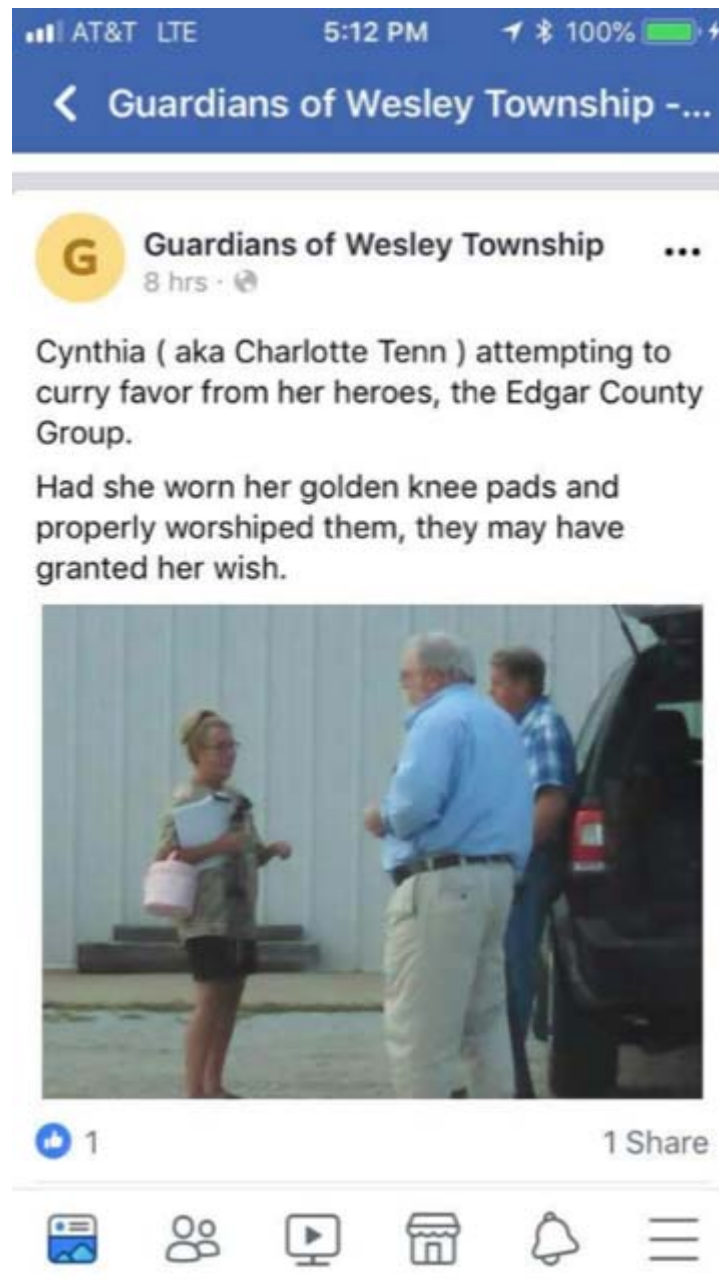 AT&T LTE 5:12 PM 100%
Guardians of Wesley Township -...
G
Guardians of Wesley Township ...
8 hrs ·
Cynthia ( aka Charlotte Tenn ) attempting to
curry favor from her heroes, the Edgar County
Group.
Had she worn her golden knee pads and
properly worshiped them, they may have
granted her wish.
1 1 Share